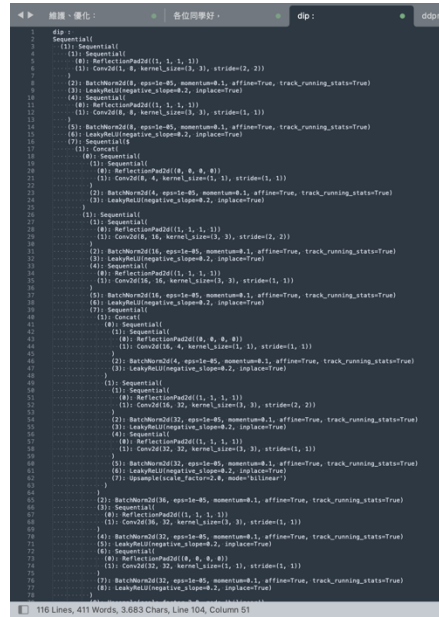 維護、優化：
各位同學好，
dip :
ddpr
dip :
Sequential(
(1): Sequential(
(1): Sequential(
(0): ReflectionPad2d((1, 1, 1, 1))
(1): Conv2d(1, 8, kernel_size=(3, 3), stride=(2, 2))
)
(2): BatchNorm2d(8, eps=1e-05, momentum=0.1, affine=True, track_running_stats=True)
(3): LeakyReLU(negative_slope=0.2, inplace=True)
(4): Sequential(
(0): ReflectionPad2d((1, 1, 1, 1))
(1): Conv2d(8, 8, kernel_size=(3, 3), stride=(1, 1))
)
(5): BatchNorm2d(8, eps=1e-05, momentum=0.1, affine=True, track_running_stats=True)
(6): LeakyReLU(negative_slope=0.2, inplace=True)
(7): Sequential($
(1): Concat(
(0): Sequential(
(1): Sequential(
(0): ReflectionPad2d((0, 0, 0, 0))
(1): Conv2d(8, 4, kernel_size=(1, 1), stride=(1, 1))
)
(2): BatchNorm2d(4, eps=1e-05, momentum=0.1, affine=True, track_running_stats=True)
(3): LeakyReLU(negative_slope=0.2, inplace=True)
)
(1): Sequential(
(1): Sequential(
(0): ReflectionPad2d((1, 1, 1, 1))
(1): Conv2d(8, 16, kernel_size=(3, 3), stride=(2, 2))
)
(2): BatchNorm2d(16, eps=1e-05, momentum=0.1, affine=True, track_running_stats=True)
(3): LeakyReLU(negative_slope=0.2, inplace=True)
(4): Sequential(
(0): ReflectionPad2d((1, 1, 1, 1))
(1): Conv2d(16, 16, kernel_size=(3, 3), stride=(1, 1))
)
(5): BatchNorm2d(16, eps=1e-05, momentum=0.1, affine=True, track_running_stats=True)
(6): LeakyReLU(negative_slope=0.2, inplace=True)
(7): Sequential(
(1): Concat(
(0): Sequential(
(1): Sequential(
(0): ReflectionPad2d((0, 0, 0, 0))
(1): Conv2d(16, 4, kernel_size=(1, 1), stride=(1, 1))
)
(2): BatchNorm2d(4, eps=1e-05, momentum=0.1, affine=True, track_running_stats=True)
(3): LeakyReLU(negative_slope=0.2, inplace=True)
)
(1): Sequential(
(1): Sequential(
(0): ReflectionPad2d((1, 1, 1, 1))
(1): Conv2d(16, 32, kernel_size=(3, 3), stride=(2, 2))
)
(2): BatchNorm2d(32, eps=1e-05, momentum=0.1, affine=True, track_running_stats=True)
(3): LeakyReLU(negative_slope=0.2, inplace=True)
(4): Sequential(
(0): ReflectionPad2d((1, 1, 1, 1))
(1): Conv2d(32, 32, kernel_size=(3, 3), stride=(1, 1))
)
(5): BatchNorm2d(32, eps=1e-05, momentum=0.1, affine=True, track_running_stats=True)
(6): LeakyReLU(negative_slope=0.2, inplace=True)
(7): Upsample(scale_factor=2.0, mode='bilinear')
)
)
(2): BatchNorm2d(36, eps=1e-05, momentum=0.1, affine=True, track_running_stats=True)
(3): Sequential(
(0): ReflectionPad2d((1, 1, 1, 1))
(1): Conv2d(36, 32, kernel_size=(3, 3), stride=(1, 1))
)
(4): BatchNorm2d(32, eps=1e-05, momentum=0.1, affine=True, track_running_stats=True)
(5): LeakyReLU(negative_slope=0.2, inplace=True)
(6): Sequential(
(0): ReflectionPad2d((0, 0, 0, 0))
(1): Conv2d(32, 32, kernel_size=(1, 1), stride=(1, 1))
)
(7): BatchNorm2d(32, eps=1e-05, momentum=0.1, affine=True, track_running_stats=True)
(8): LeakyReLU(negative_slope=0.2, inplace=True)
116 Lines, 411 Words, 3.683 Chars, Line 104, Column 51